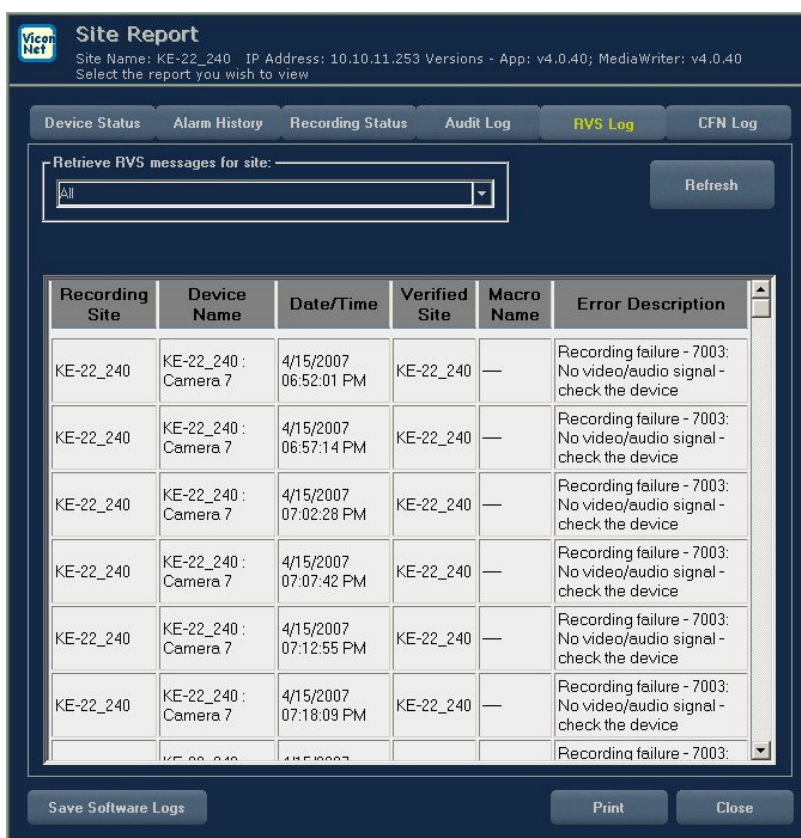 Vicon
Net
Site Report
Site Name: KE-22_240 IP Address: 10.10.11.253 Versions - App: v4.0.40; MediaWriter: v4.0.40
Select the report you wish to view
Device Status Alarm History Recording Status Audit Log RVS Log CFN Log
Retrieve RVS messages for site:
All
Refresh
Recording Device Date/Time Verified Macro Error Description
Site Name Site Name
Recording failure - 7003:
KE-22_240 KE-22_240 : 4/15/2007 KE-22_240 — No video/audio signal -
Camera 7 06:52:01 PM check the device
Recording failure - 7003:
KE-22_240 KE-22_240 : 4/15/2007 KE-22_240 — No video/audio signal -
Camera 7 06:57:14 PM check the device
Recording failure - 7003:
KE-22_240 KE-22_240 : 4/15/2007 KE-22_240 — No video/audio signal -
Camera 7 07:02:28 PM check the device
Recording failure - 7003:
KE-22_240 KE-22_240 : 4/15/2007 KE-22_240 — No video/audio signal -
Camera 7 07:07:42 PM check the device
Recording failure - 7003:
KE-22_240 KE-22_240 : 4/15/2007 KE-22_240 — No video/audio signal -
Camera 7 07:12:55 PM check the device
Recording failure - 7003:
KE-22_240 KE-22_240 : 4/15/2007 KE-22_240 — No video/audio signal -
Camera 7 07:18:09 PM check the device
Recording failure - 7003:
Save Software Logs Print Close